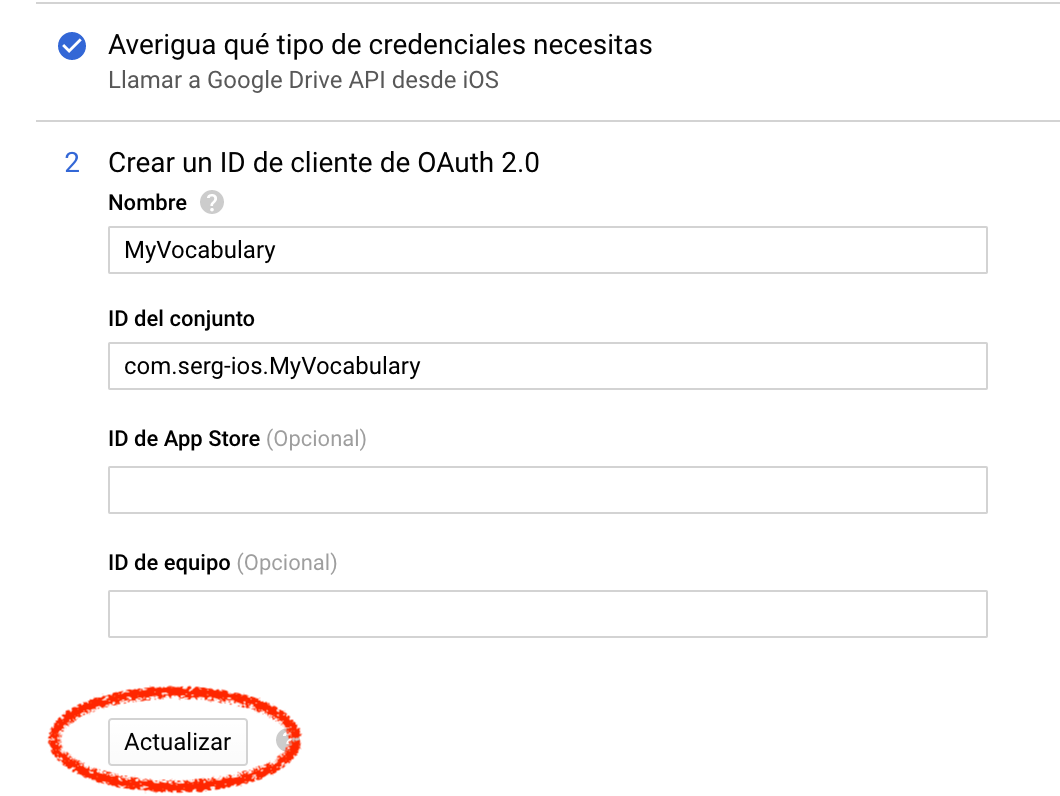 Averigua qué tipo de credenciales necesitas
Llamar a Google Drive API desde iOS
2 Crear un ID de cliente de OAuth 2.0
Nombre ?
MyVocabulary
ID del conjunto
com.serg-ios.MyVocabulary
ID de App Store (Opcional)
ID de equipo (Opcional)
Actualizar ?